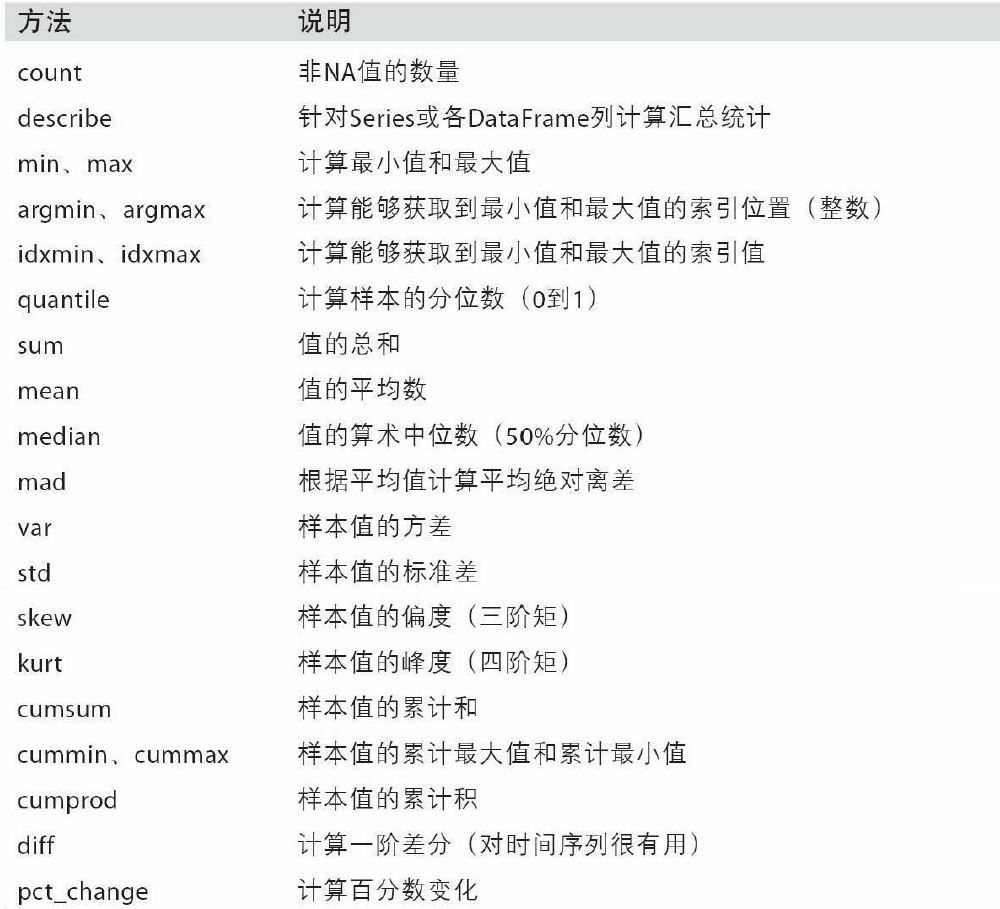 方法 说明
count 非NA值的数量
describe 针对Series或各DataFrame列计算汇总统计
min、max 计算最小值和最大值
argmin、argmax 计算能够获取到最小值和最大值的索引位置（整数）
idxmin、idxmax 计算能够获取到最小值和最大值的索引值
quantile 计算样本的分位数（0到1）
sum 值的总和
mean 值的平均数
median 值的算术中位数（50%分位数）
mad 根据平均值计算平均绝对离差
var 样本值的方差
std 样本值的标准差
skew 样本值的偏度（三阶矩）
kurt 样本值的峰度（四阶矩）
cumsum 样本值的累计和
cummin、cummax 样本值的累计最大值和累计最小值
cumprod 样本值的累计积
diff 计算一阶差分（对时间序列很有用）
pct_change 计算百分数变化